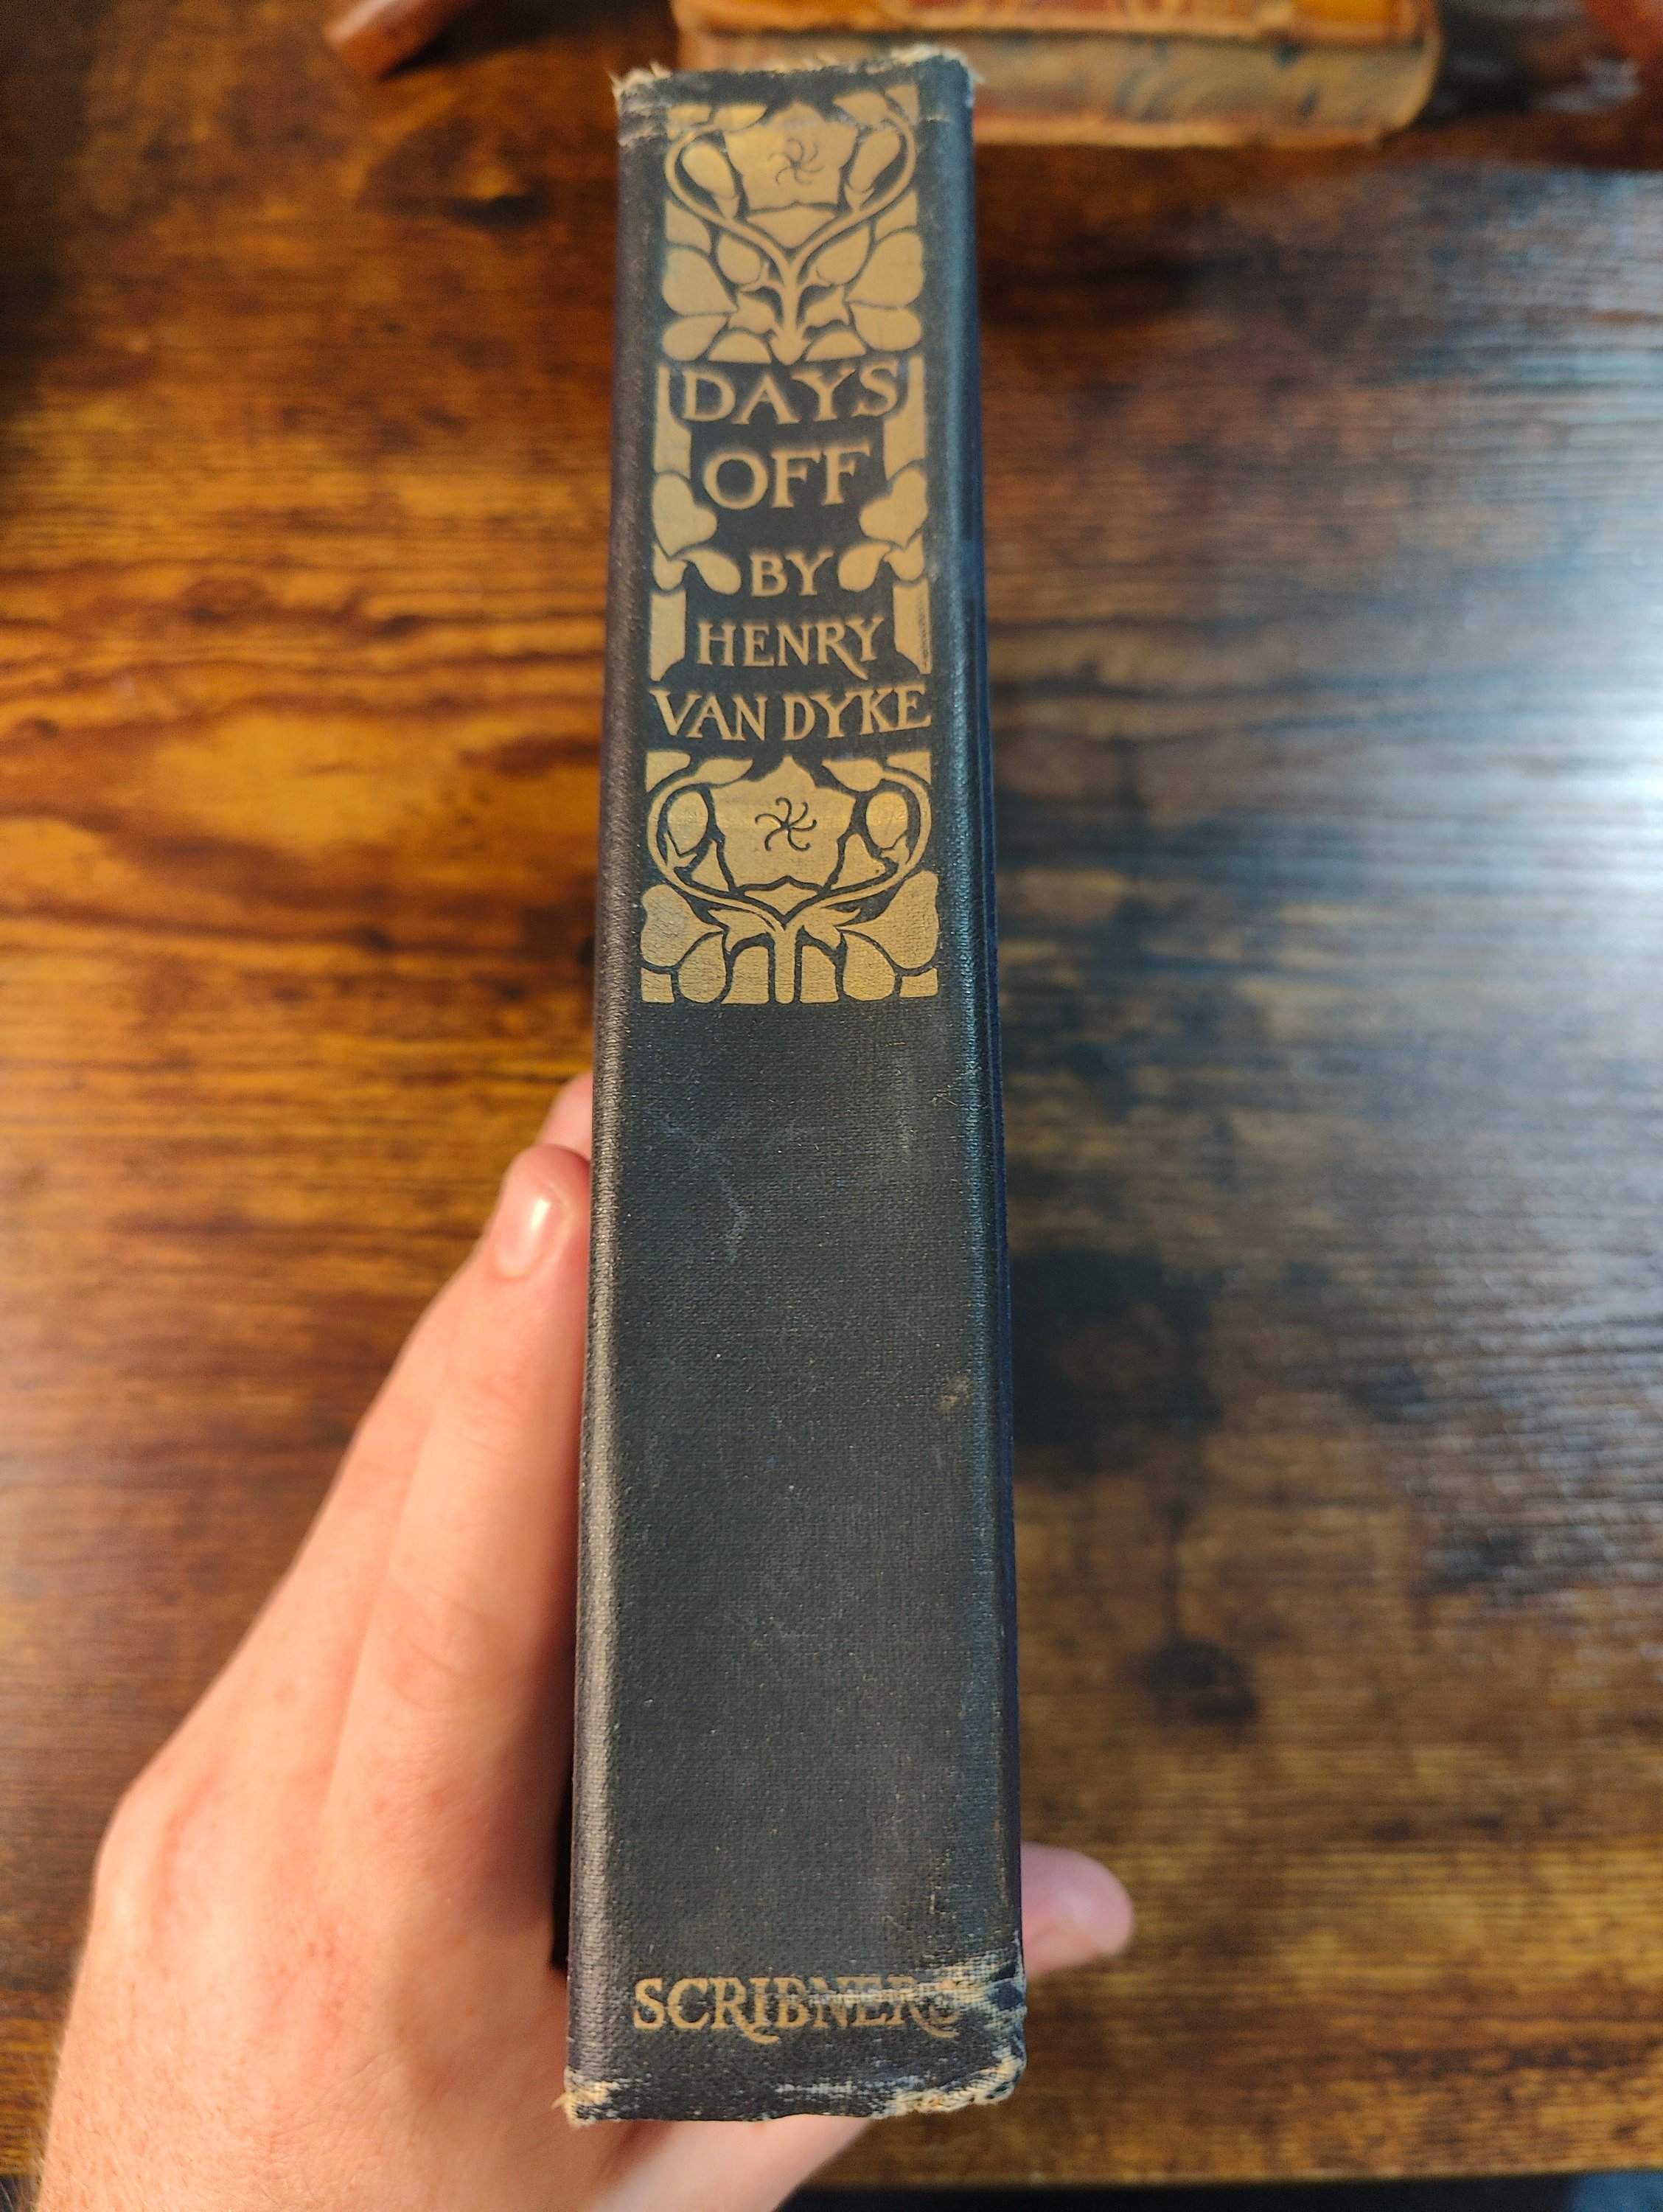 DAYS
OFF
BY
HENRY
VAN DYKE
SCRIBNERS